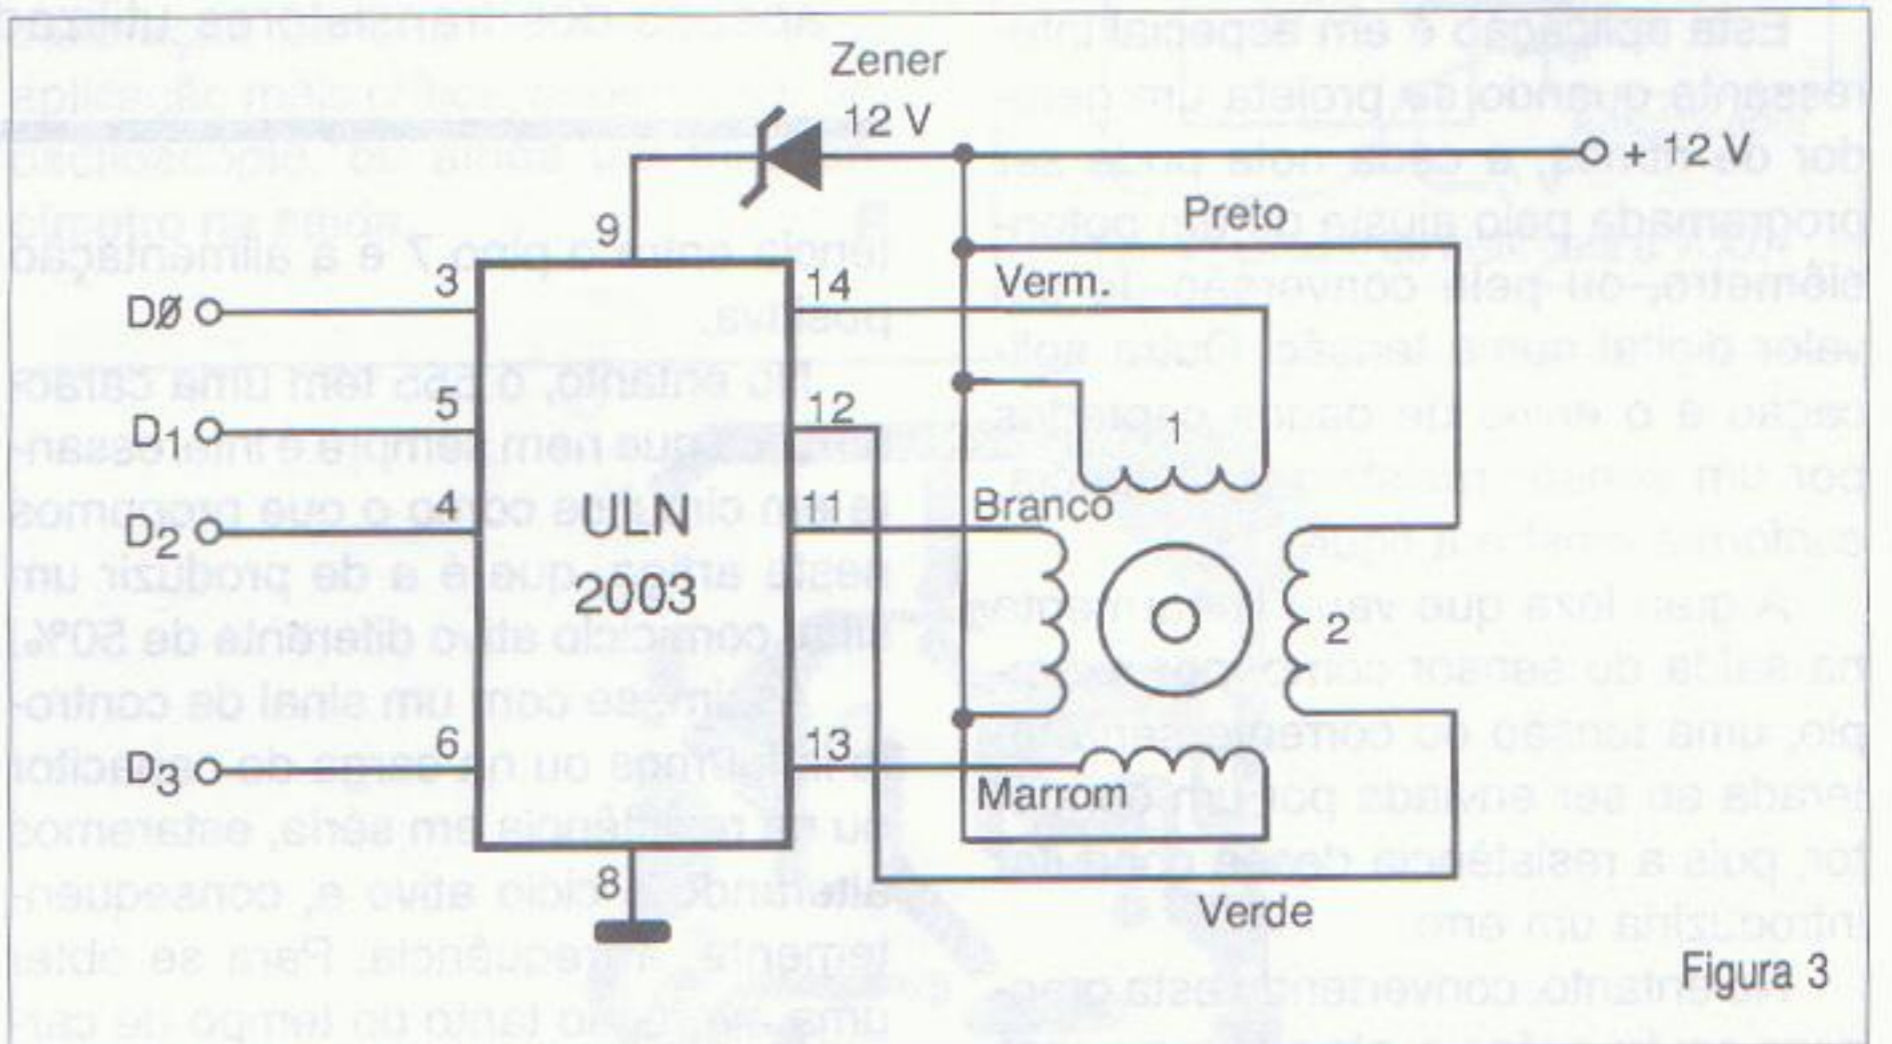 Zener
12 V
+ 12 V
9
Preto
3
14
Verm.
DØ
5
12
D1
1
4
11
Branco
D2
ULN
2003
2
6
13
D3
Marrom
8
Verde
Figura 3